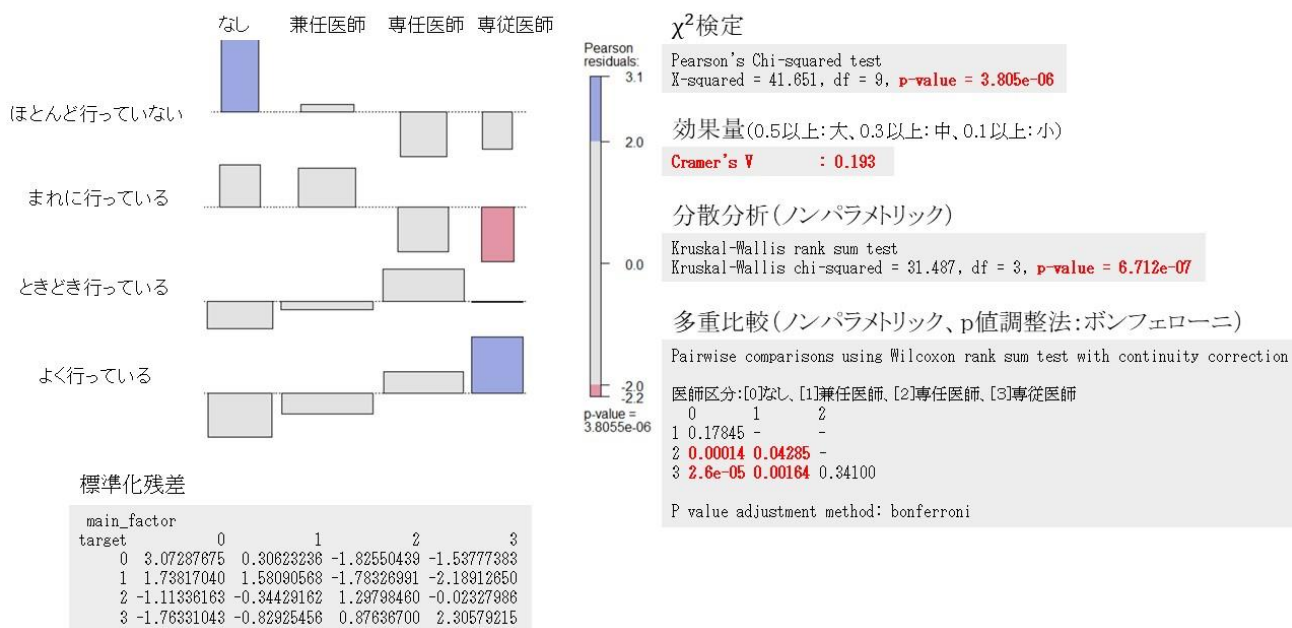 なし 兼任医師 専任医師 専従医師
ほとんど行っていない
まれに行っている
ときどき行っている
よく行っている
Pearson
residuals:
3.1
2.0
0.0
-2.0
-2.2
p-value =
3.8055e-06
標準化残差
main_factor
target 0 1 2 3
0 3.07287675 0.30623236 -1.82550439 -1.53777383
1 1.73817040 1.58090568 -1.78326991 -2.18912650
2 -1.11336163 -0.34429162 1.29798460 -0.02327986
3 -1.76331043 -0.82925456 0.87636700 2.30579215
χ²検定
Pearson's Chi-squared test
X-squared = 41.651, df = 9, p-value = 3.805e-06
効果量(0.5以上:大、0.3以上:中、0.1以上:小)
Cramer's V : 0.193
分散分析(ノンパラメトリック)
Kruskal-Wallis rank sum test
Kruskal-Wallis chi-squared = 31.487, df = 3, p-value = 6.712e-07
多重比較(ノンパラメトリック、p値調整法:ボンフェローニ)
Pairwise comparisons using Wilcoxon rank sum test with continuity correction
医師区分:[0]なし、[1]兼任医師、[2]専任医師、[3]専従医師
0 1 2
1 0.17845 - -
2 0.00014 0.04285 -
3 2.6e-05 0.00164 0.34100
P value adjustment method: bonferroni